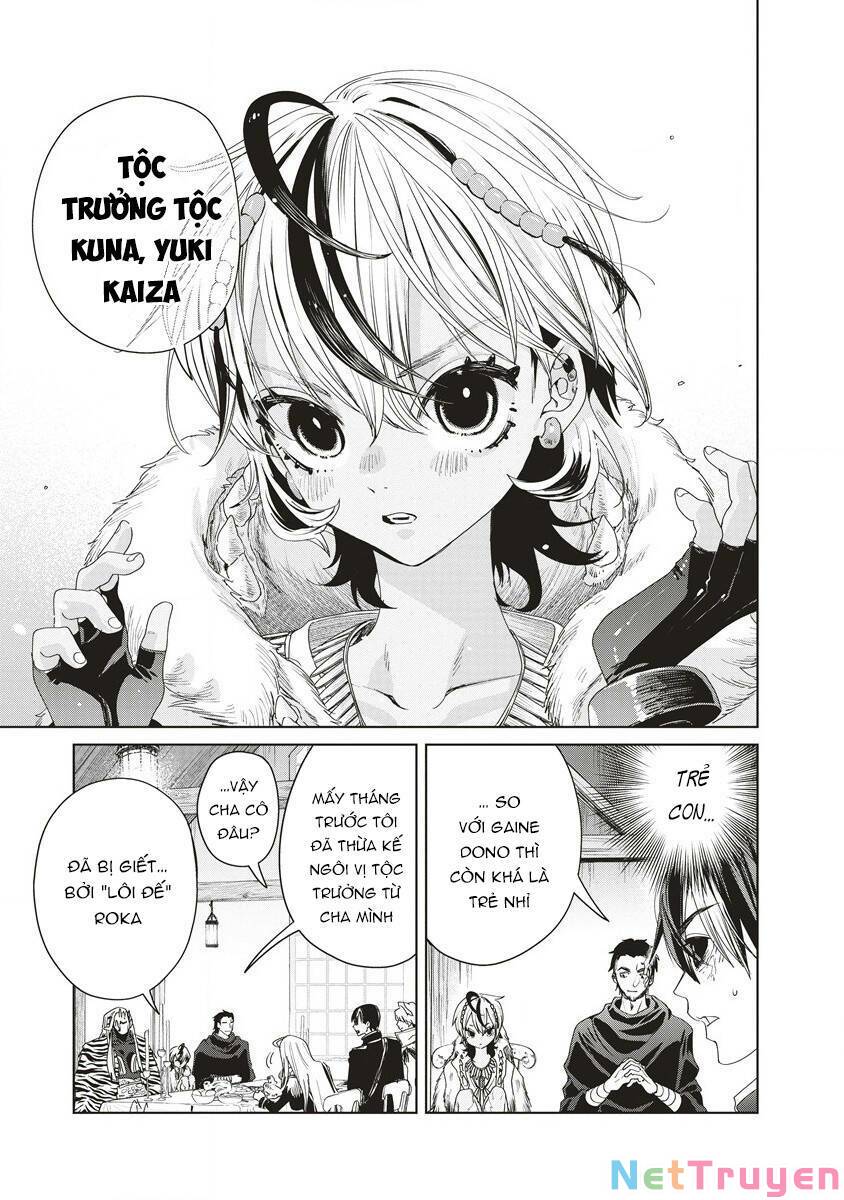 TỘC
TRƯỞNG TỘC
KUNA, YUKI
KAIZA
TRẺ
CON...
... SO
VỚI GAINE
DONO THÌ
CÒN KHÁ LÀ
TRẺ NHỈ
MẤY THÁNG
TRƯỚC TÔI
ĐÃ THỪA KẾ
NGÔI VỊ TỘC
TRƯỞNG TỪ
CHA MÌNH
...VẬY
CHA CÔ
ĐÂU?
ĐÃ BỊ GIẾT...
BỞI "LÔI ĐẾ"
ROKA
NetTruyen